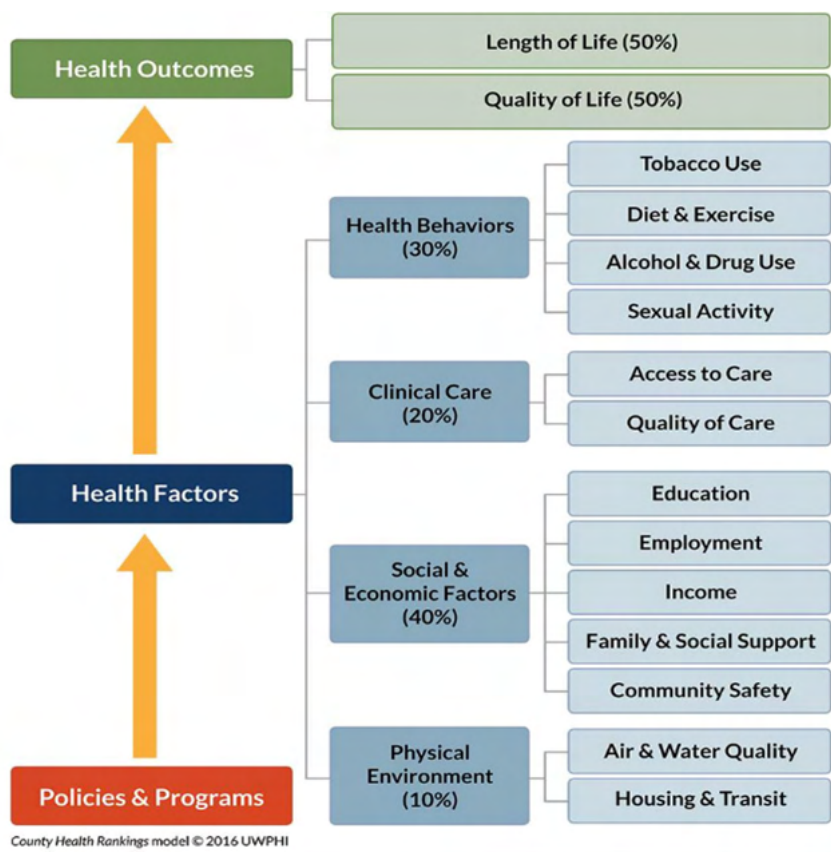 Health Outcomes
Length of Life (50%)
Quality of Life (50%)
Health Factors
Health Behaviors
(30%)
Tobacco Use
Diet & Exercise
Alcohol & Drug Use
Sexual Activity
Clinical Care
(20%)
Access to Care
Quality of Care
Social &
Economic Factors
(40%)
Education
Employment
Income
Family & Social Support
Community Safety
Physical
Environment
(10%)
Air & Water Quality
Housing & Transit
Policies & Programs
County Health Rankings model © 2016 UWPHI